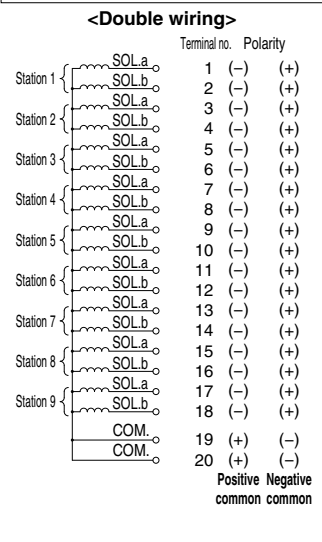 <Double wiring>
Terminal no. Polarity
Station 1 SOL.a 1 (–) (+)
SOL.b 2 (–) (+)
Station 2 SOL.a 3 (–) (+)
SOL.b 4 (–) (+)
Station 3 SOL.a 5 (–) (+)
SOL.b 6 (–) (+)
Station 4 SOL.a 7 (–) (+)
SOL.b 8 (–) (+)
Station 5 SOL.a 9 (–) (+)
SOL.b 10 (–) (+)
Station 6 SOL.a 11 (–) (+)
SOL.b 12 (–) (+)
Station 7 SOL.a 13 (–) (+)
SOL.b 14 (–) (+)
Station 8 SOL.a 15 (–) (+)
SOL.b 16 (–) (+)
Station 9 SOL.a 17 (–) (+)
SOL.b 18 (–) (+)
COM. 19 (+) (–)
COM. 20 (+) (–)
Positive Negative
common common